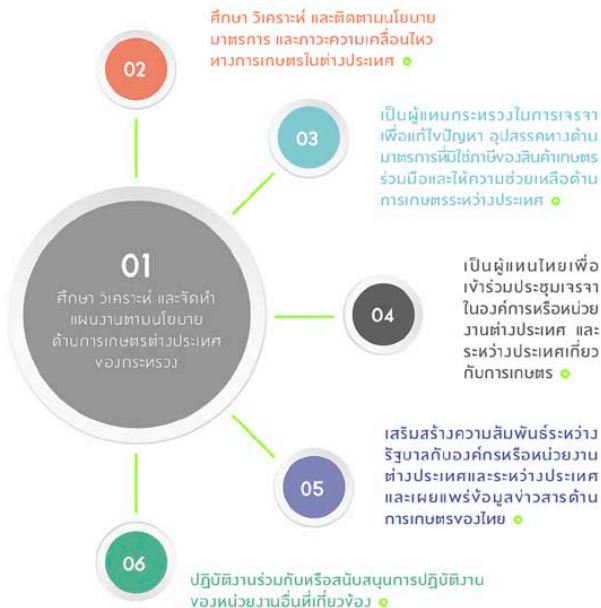 01
ศึกษา วิเคราะห์ และจัดทำ
แผนงานตามนโยบาย
ด้านการเกษตรต่างประเทศ
ของกระทรวง
02
ศึกษา วิเคราะห์ และติดตามนโยบาย
มาตรการ และภาวะความเคลื่อนไหว
ทางการเกษตรในต่างประเทศ
03
เป็นผู้แทนกระทรวงในการเจรจา
เพื่อแก้ไขปัญหา อุปสรรคทางด้าน
มาตรการที่มิใช่ภาษีของสินค้าเกษตร
ร่วมมือและให้ความช่วยเหลือด้าน
การเกษตรระหว่างประเทศ
04
เป็นผู้แทนไทยเพื่อ
เข้าร่วมประชุมเจรจา
ในองค์การหรือหน่วย
งานต่างประเทศ และ
ระหว่างประเทศเกี่ยว
กับการเกษตร
05
เสริมสร้างความสัมพันธ์ระหว่าง
รัฐบาลกับองค์กรหรือหน่วยงาน
ต่างประเทศและระหว่างประเทศ
และเผยแพร่ข้อมูลข่าวสารด้าน
การเกษตรของไทย
06
ปฏิบัติงานร่วมกับหรือสนับสนุนการปฏิบัติงาน
ของหน่วยงานอื่นที่เกี่ยวข้อง